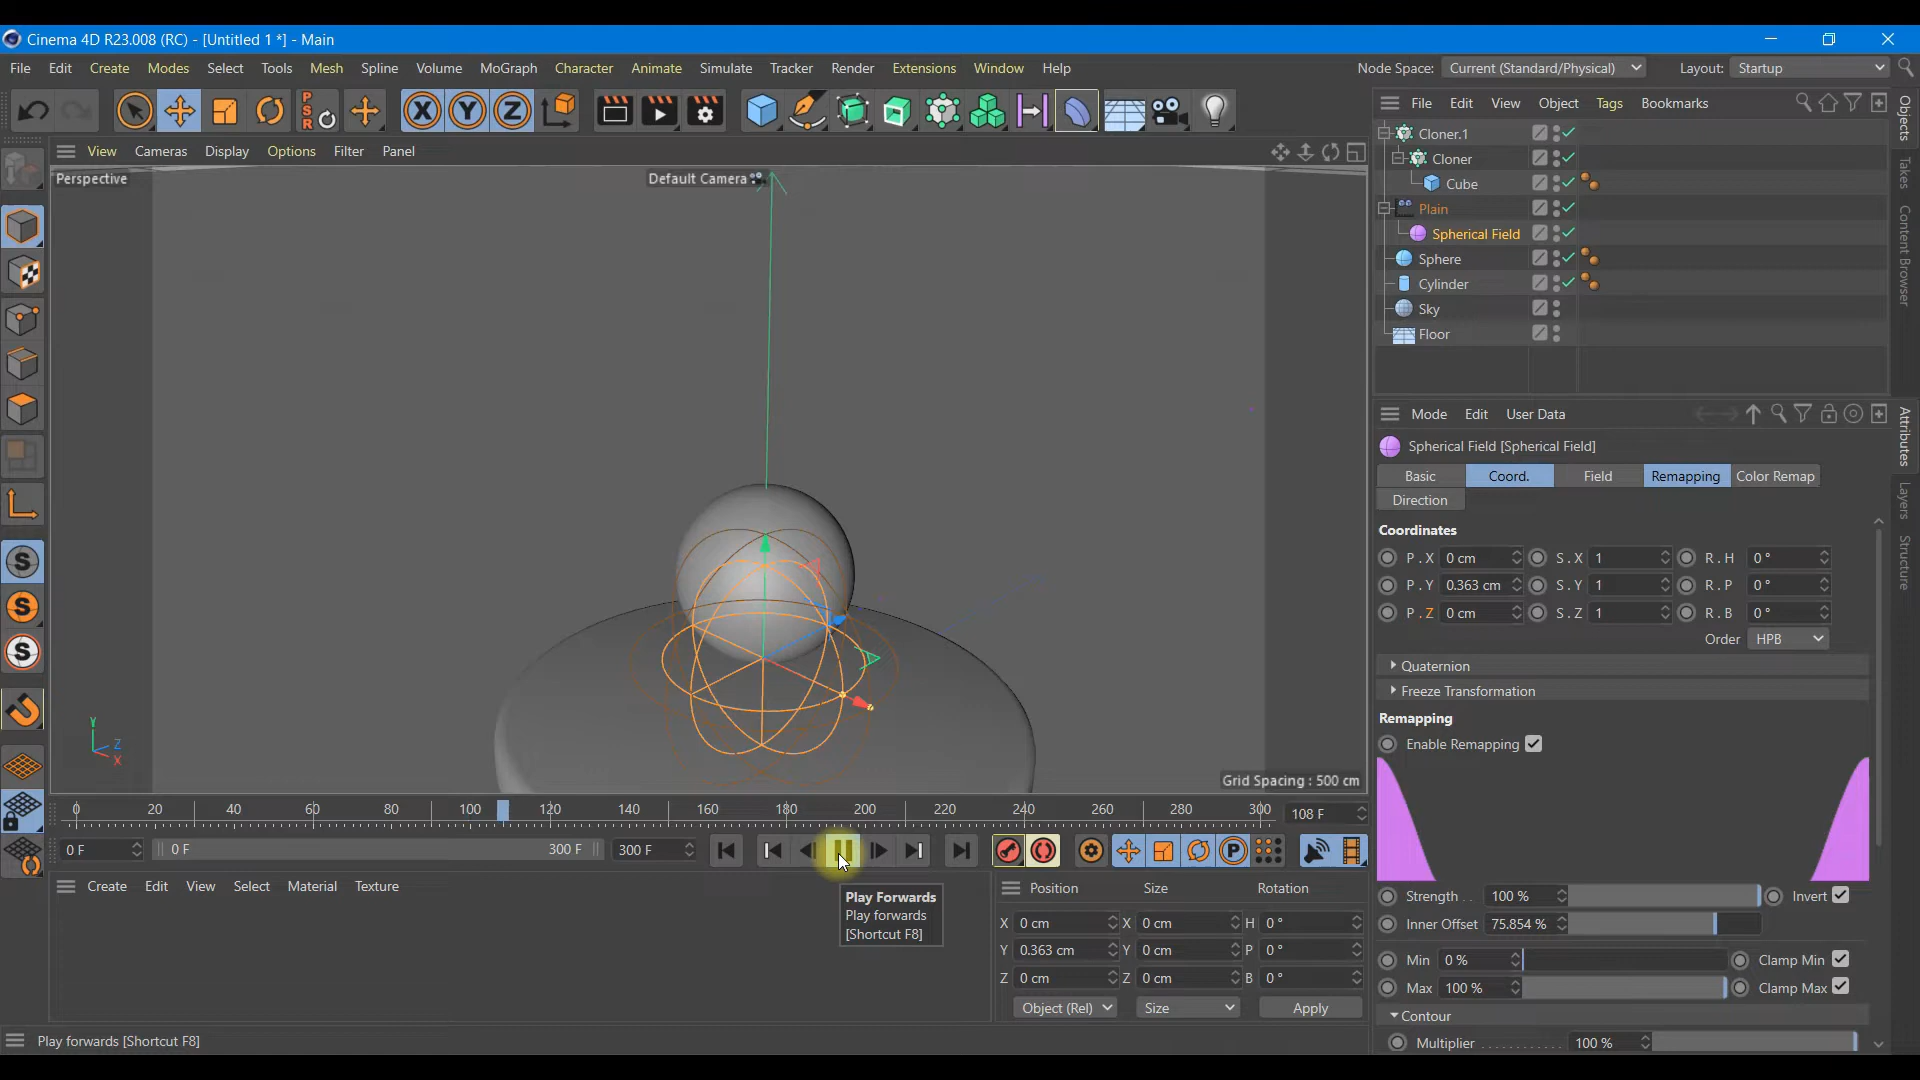 Cinema 4D R23.008 (RC) - [Untitled 1 *] - Main
File Edit Create Modes Select Tools Mesh Spline Volume MoGraph Character Animate Simulate Tracker Render Extensions Window Help Node Space: Current (Standard/Physical) Layout: Startup
View Cameras Display Options Filter Panel
Perspective
Default Camera
Y
Z
X
Grid Spacing : 500 cm
0 20 40 60 80 100 120 140 160 180 200 220 240 260 280 300 108 F
0 F 0 F 300 F 300 F
Create Edit View Select Material Texture
Play Forwards
Play forwards
[Shortcut F8]
Position Size Rotation
X 0 cm X 0 cm H 0 °
Y 0.363 cm Y 0 cm P 0 °
Z 0 cm Z 0 cm B 0 °
Object (Rel) Size Apply
Play forwards [Shortcut F8]
File Edit View Object Tags Bookmarks
Cloner.1
Cloner
Cube
Plain
Spherical Field
Sphere
Cylinder
Sky
Floor
Mode Edit User Data
Spherical Field [Spherical Field]
Basic Coord. Field Remapping Color Remap
Direction
Coordinates
P . X 0 cm S . X 1 R . H 0 °
P . Y 0.363 cm S . Y 1 R . P 0 °
P . Z 0 cm S . Z 1 R . B 0 °
Order HPB
Quaternion
Freeze Transformation
Remapping
Enable Remapping
Strength . . 100 % Invert
Inner Offset 75.854 %
Min 0 % Clamp Min
Max 100 % Clamp Max
Contour
Multiplier . . . . . . . . . . . . 100 %
Objects
Takes
Content Browser
Attributes
Layers
Structure